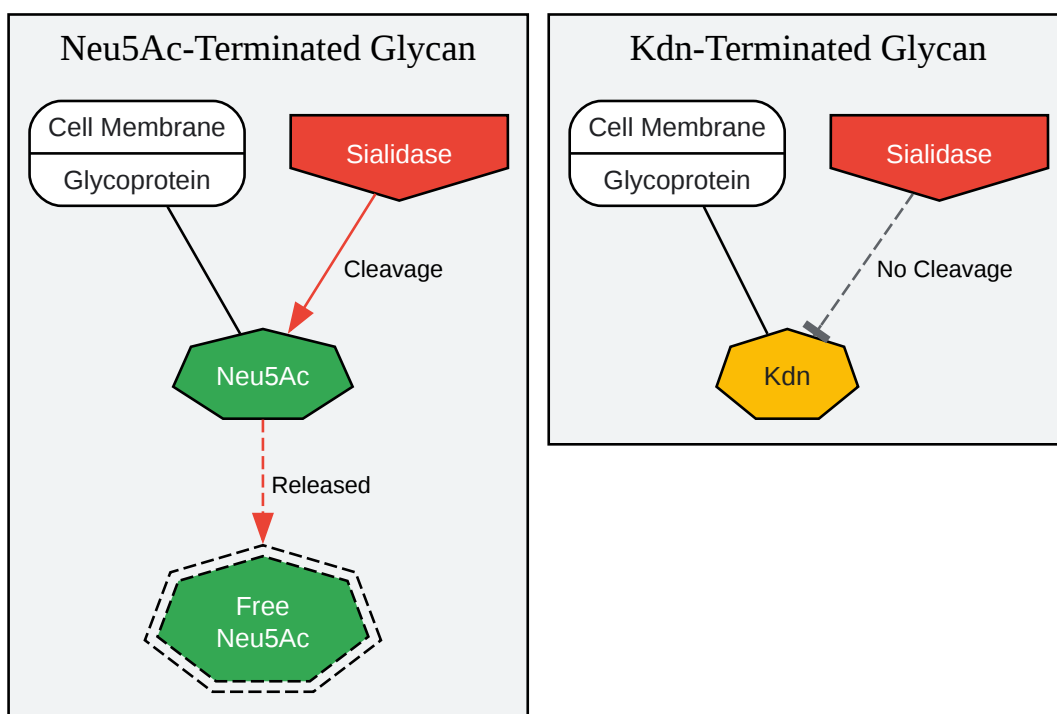 Neu5Ac-Terminated Glycan
Cell Membrane
Glycoprotein
Sialidase
Cleavage
Neu5Ac
Released
Free
Neu5Ac
Kdn-Terminated Glycan
Cell Membrane
Glycoprotein
Sialidase
No Cleavage
Kdn